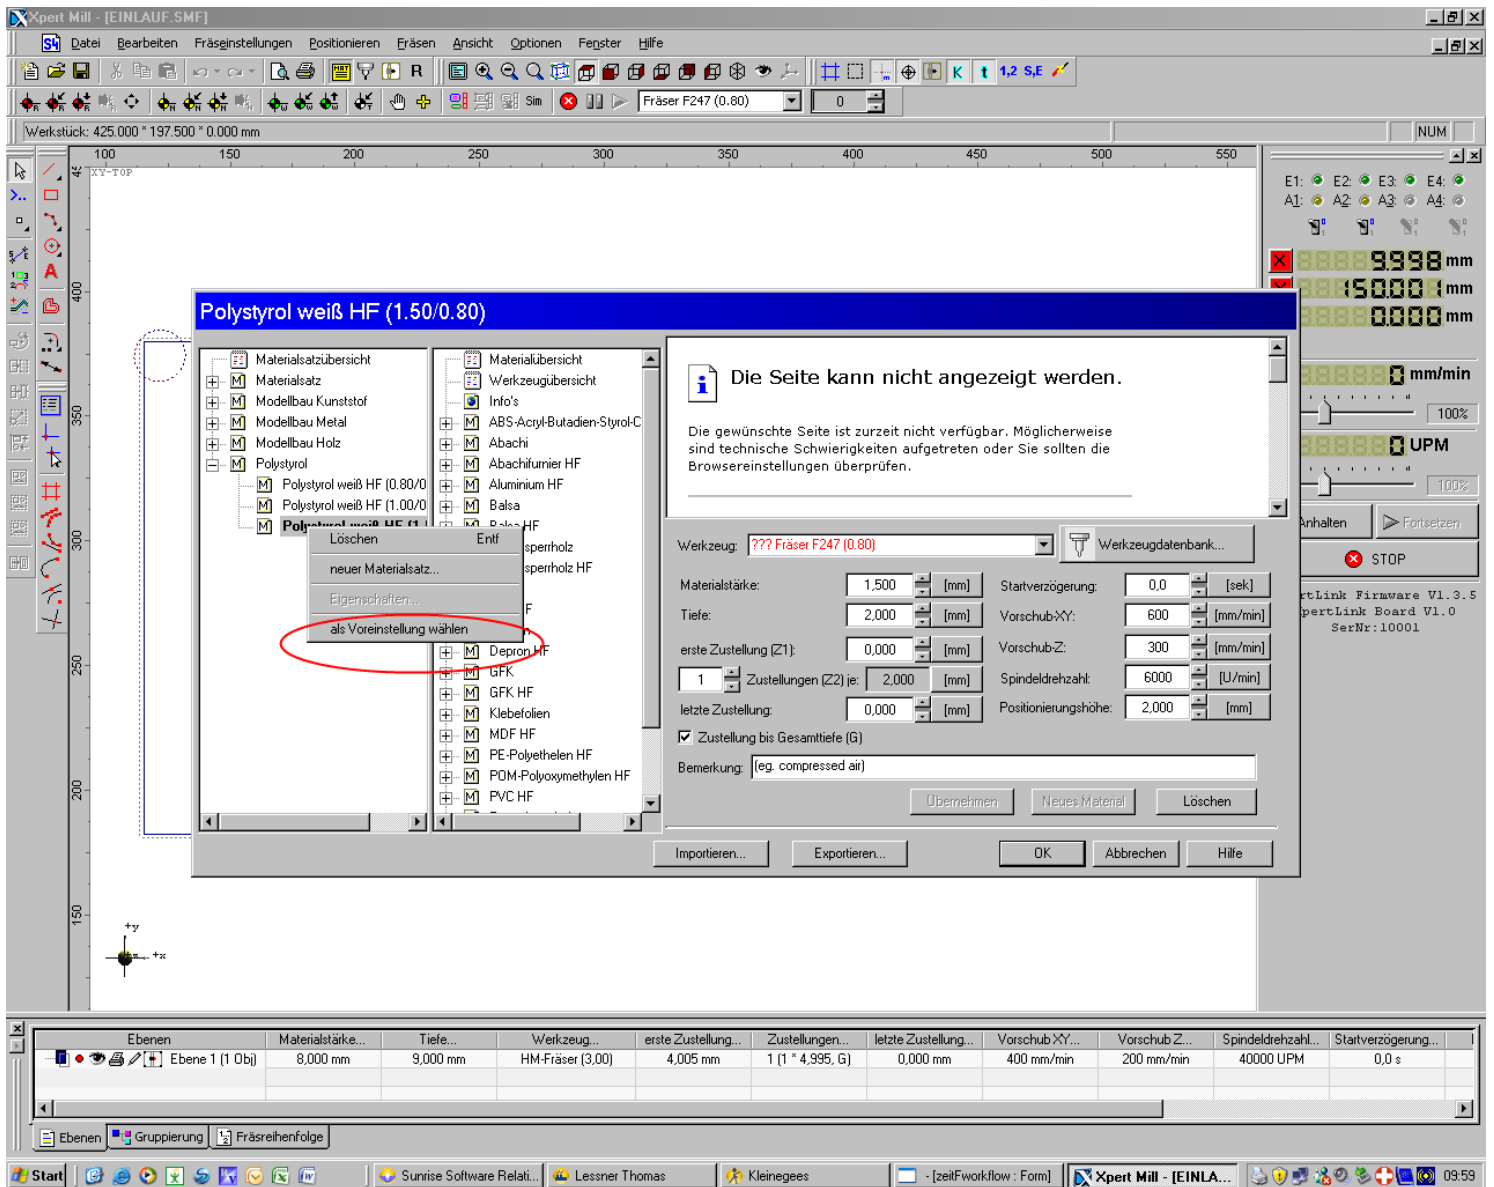 Xpert Mill - [EINLAUF.SMF]
Datei Bearbeiten Fräseinstellungen Positionieren Fräsen Ansicht Optionen Fenster Hilfe
R K t 1,2 S,E
Sim Fräser F247 (0.80) 0
Werkstück: 425.000 * 197.500 * 0.000 mm NUM
100 150 200 250 300 350 400 450 500 550
XY-TOP
E1: E2: E3: E4:
A1: A2: A3: A4:
9.998 mm
150.001 mm
0.000 mm
0 mm/min
100%
0 UPM
100%
Anhalten Fortsetzen
STOP
rtLink Firmware V1.3.5
pertLink Board V1.0
SerNr:10001
400
350
300
250
200
150
+y
+x
Polystyrol weiß HF (1.50/0.80)
Materialsatzübersicht
Materialsatz
Modellbau Kunststof
Modellbau Metal
Modellbau Holz
Polystyrol
Polystyrol weiß HF (0.80/0
Polystyrol weiß HF (1.00/0
Polystyrol weiß HF (1.
Löschen Entf
neuer Materialsatz...
Eigenschaften...
als Voreinstellung wählen
Materialübersicht
Werkzeugübersicht
Info's
ABS-Acryl-Butadien-Styrol-C
Abachi
Abachifurnier HF
Aluminium HF
Balsa
Balsa HF
sperrholz
sperrholz HF
F
n
Depron HF
GFK
GFK HF
Klebefolien
MDF HF
PE-Polyethelen HF
POM-Polyoxymethylen HF
PVC HF
Die Seite kann nicht angezeigt werden.
Die gewünschte Seite ist zurzeit nicht verfügbar. Möglicherweise
sind technische Schwierigkeiten aufgetreten oder Sie sollten die
Browsereinstellungen überprüfen.
Werkzeug: ??? Fräser F247 (0.80) Werkzeugdatenbank...
Materialstärke: 1,500 [mm] Startverzögerung: 0,0 [sek]
Tiefe: 2,000 [mm] Vorschub-XY: 600 [mm/min]
erste Zustellung (Z1): 0,000 [mm] Vorschub-Z: 300 [mm/min]
1 Zustellungen (Z2) je: 2,000 [mm] Spindeldrehzahl: 6000 [U/min]
letzte Zustellung: 0,000 [mm] Positionierungshöhe: 2,000 [mm]
Zustellung bis Gesamttiefe (G)
Bemerkung: (eg. compressed air)
Übernehmen Neues Material Löschen
Importieren... Exportieren... OK Abbrechen Hilfe
Ebenen Materialstärke... Tiefe... Werkzeug... erste Zustellung... Zustellungen... letzte Zustellung... Vorschub XY... Vorschub Z... Spindeldrehzahl... Startverzögerung...
Ebene 1 (1 Obj) 8,000 mm 9,000 mm HM-Fräser (3,00) 4,005 mm 1 (1 * 4,995, G) 0,000 mm 400 mm/min 200 mm/min 40000 UPM 0,0 s
Ebenen Gruppierung Fräsreihenfolge
Start Sunrise Software Relati... Lessner Thomas Kleinegees - [zeitFworkflow : Form] Xpert Mill - [EINLA... 09:59